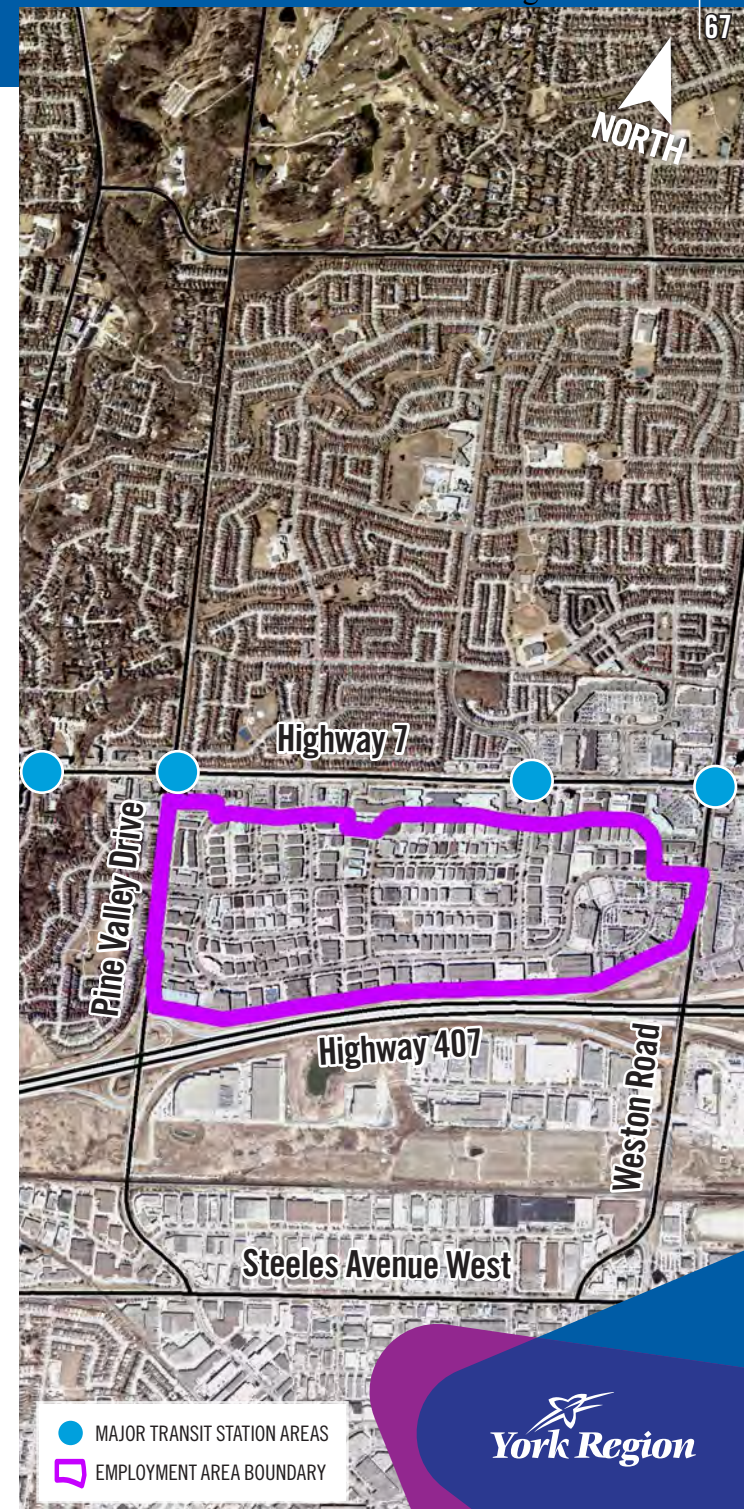 67
NORTH
Highway 7
Pine Valley Drive
Highway 407
Weston Road
Steeles Avenue West
MAJOR TRANSIT STATION AREAS
EMPLOYMENT AREA BOUNDARY
York Region